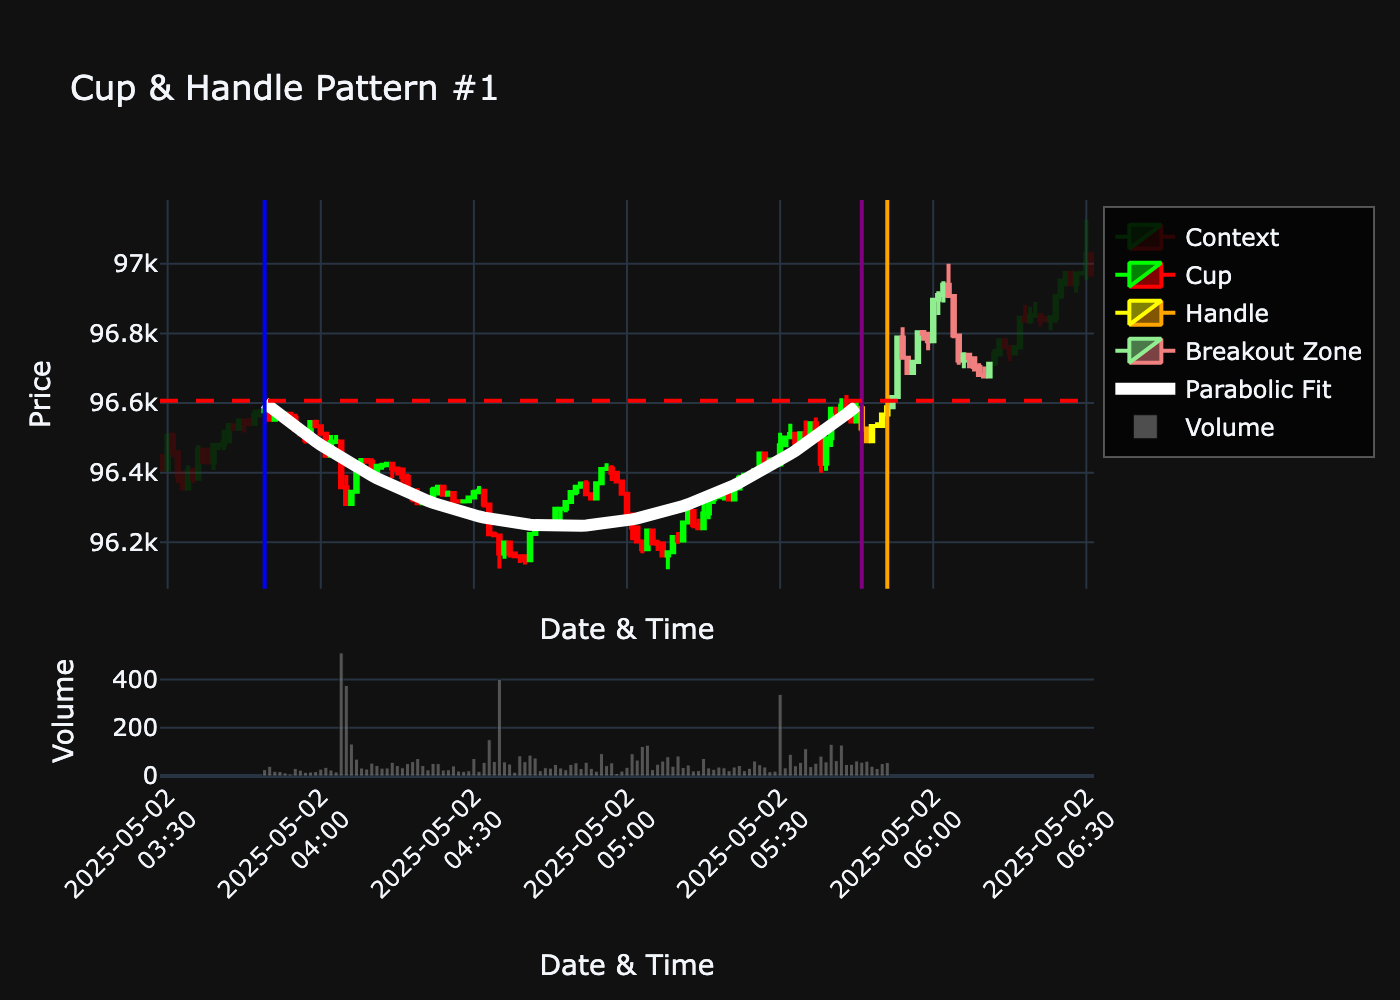 Cup & Handle Pattern #1
Price
97k
96.8k
96.6k
96.4k
96.2k
Context
Cup
Handle
Breakout Zone
Parabolic Fit
Volume
Date & Time
Volume
400
200
0
2025-05-02
03:30
2025-05-02
04:00
2025-05-02
04:30
2025-05-02
05:00
2025-05-02
05:30
2025-05-02
06:00
2025-05-02
06:30
Date & Time